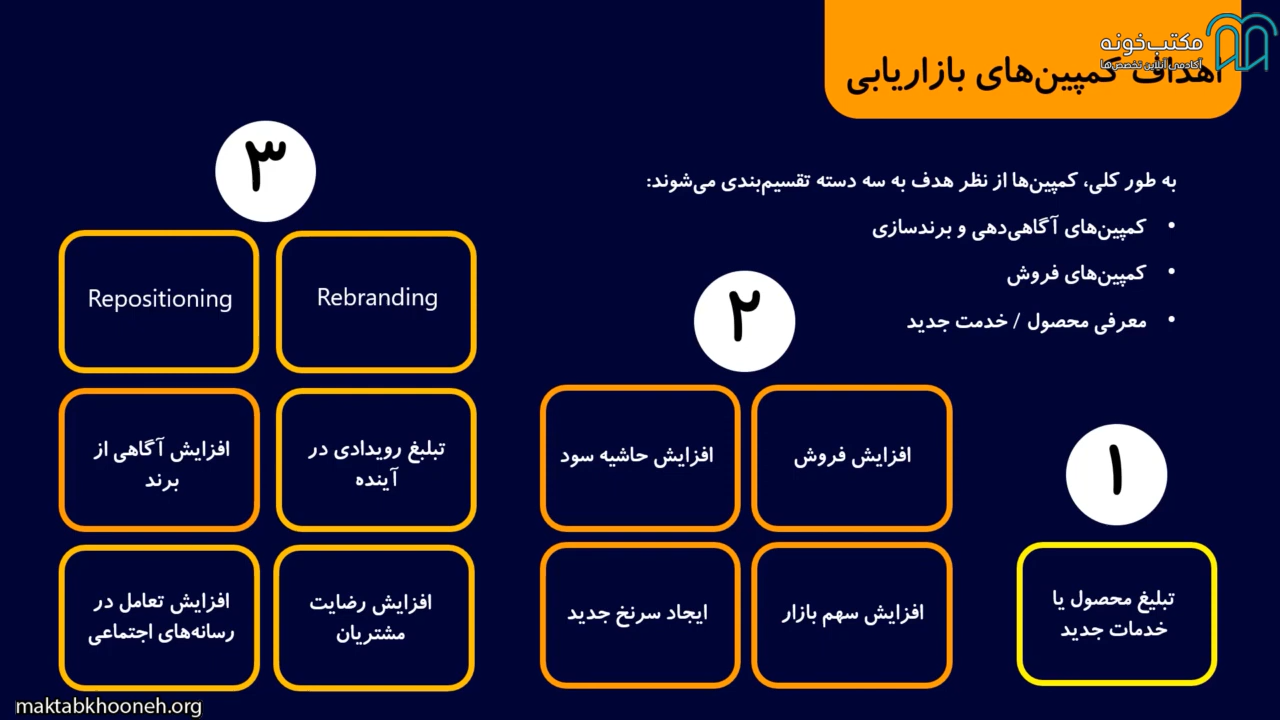 مکتب‌خونه
آکادمی آنلاین تخصص‌ها
اهداف کمپین‌های بازاریابی
به طور کلی، کمپین‌ها از نظر هدف به سه دسته تقسیم‌بندی می‌شوند:
• کمپین‌های آگاهی‌دهی و برندسازی
• کمپین‌های فروش
• معرفی محصول / خدمت جدید
۱
تبلیغ محصول یا
خدمات جدید
۲
افزایش فروش
افزایش حاشیه سود
افزایش سهم بازار
ایجاد سرنخ جدید
۳
Rebranding
Repositioning
تبلبغ رویدادی در
آینده
افزایش آگاهی از
برند
افزایش رضایت
مشتریان
افزایش تعامل در
رسانه‌های اجتماعی
maktabkhooneh.org